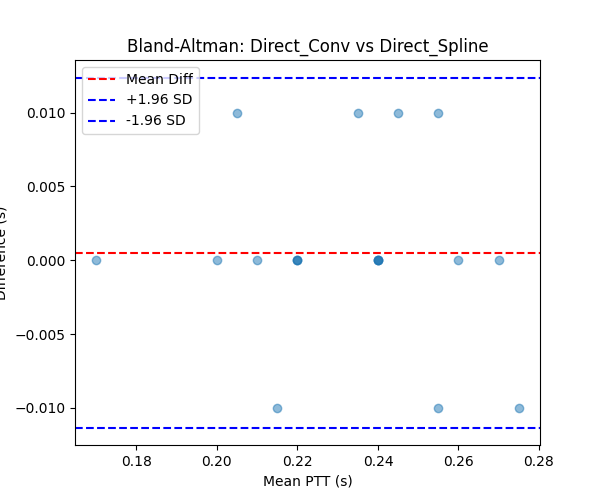 Bland-Altman: Direct_Conv vs Direct_Spline
Mean Diff
+1.96 SD
-1.96 SD
0.010
0.005
0.000
−0.005
−0.010
Difference (s)
0.18
0.20
0.22
0.24
0.26
0.28
Mean PTT (s)